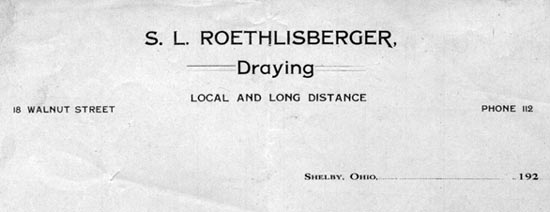 S. L. ROETHLISBERGER,
Draying
LOCAL AND LONG DISTANCE
18 WALNUT STREET PHONE 112
SHELBY, OHIO, 192